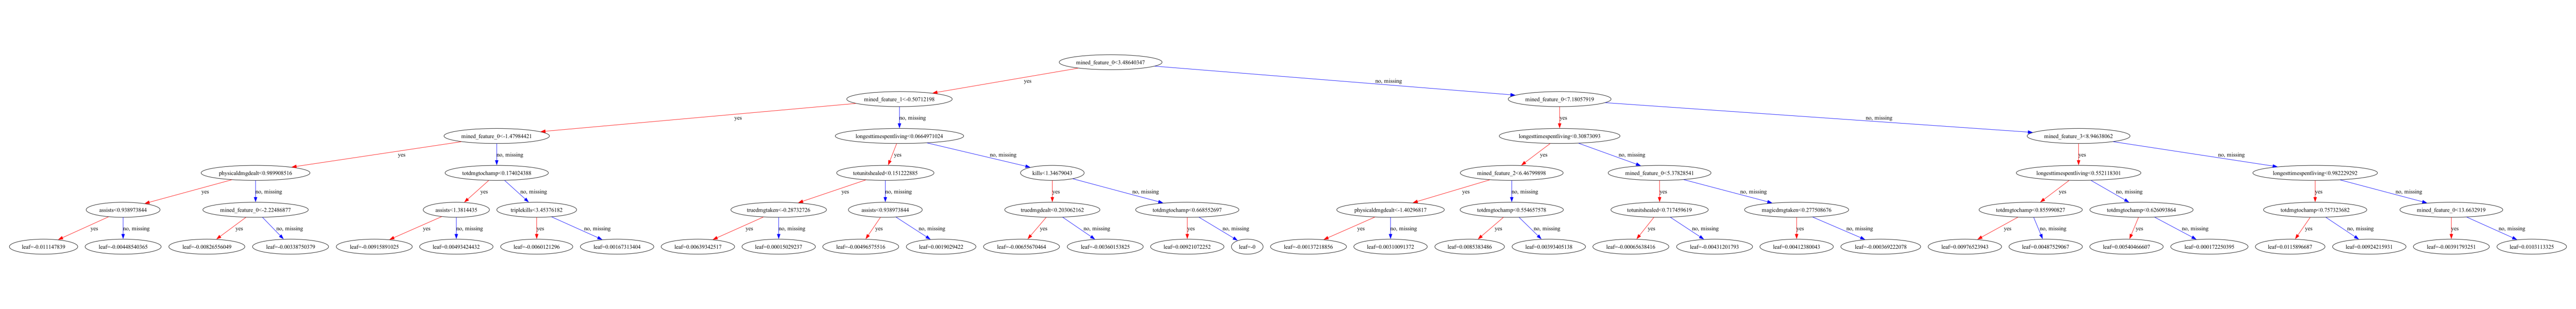 mined_feature_0<3.48640347
yes
no, missing
mined_feature_1<-0.50712198
mined_feature_0<7.18057919
yes
no, missing
yes
no, missing
mined_feature_0<-1.47984421
longesttimespentliving<0.0664971024
longesttimespentliving<0.30873093
mined_feature_3<8.94638062
yes
no, missing
yes
no, missing
yes
no, missing
yes
no, missing
physicaldmgdealt<0.989908516
totdmgtochamp<0.174024388
totunitshealed<0.151222885
kills<1.34679043
mined_feature_2<6.46799898
mined_feature_0<5.37828541
longesttimespentliving<0.552118301
longesttimespentliving<0.982229292
yes
no, missing
yes
no, missing
yes
no, missing
yes
no, missing
yes
no, missing
yes
no, missing
yes
no, missing
yes
no, missing
assists<0.938973844
mined_feature_0<-2.22486877
assists<1.3814435
triplekills<3.45376182
truedmgtaken<-0.28732726
assists<0.938973844
truedmgdealt<0.203062162
totdmgtochamp<0.668552697
physicaldmgdealt<-1.40296817
totdmgtochamp<0.554657578
totunitshealed<0.717459619
magicdmgtaken<0.277508676
totdmgtochamp<0.855990827
totdmgtochamp<0.626093864
totdmgtochamp<0.757323682
mined_feature_0<13.6632919
yes
no, missing
yes
no, missing
yes
no, missing
yes
no, missing
yes
no, missing
yes
no, missing
yes
no, missing
yes
no, missing
yes
no, missing
yes
no, missing
yes
no, missing
yes
no, missing
yes
no, missing
yes
no, missing
yes
no, missing
yes
no, missing
leaf=-0.011147839
leaf=-0.00448540365
leaf=-0.00826556049
leaf=-0.00338750379
leaf=-0.00915891025
leaf=0.00493424432
leaf=-0.0060121296
leaf=0.00167313404
leaf=-0.00639342517
leaf=0.00015029237
leaf=-0.00496575516
leaf=0.0019029422
leaf=-0.00655670464
leaf=-0.00360153825
leaf=0.00921072252
leaf=-0
leaf=-0.00137218856
leaf=0.00310091372
leaf=0.0085383486
leaf=0.00393405138
leaf=-0.00065638416
leaf=-0.00431201793
leaf=0.00412380043
leaf=-0.000369222078
leaf=0.00976523943
leaf=0.00487529067
leaf=0.00540466607
leaf=0.000172250395
leaf=0.0115896687
leaf=0.00924215931
leaf=-0.00391793251
leaf=0.0103113325